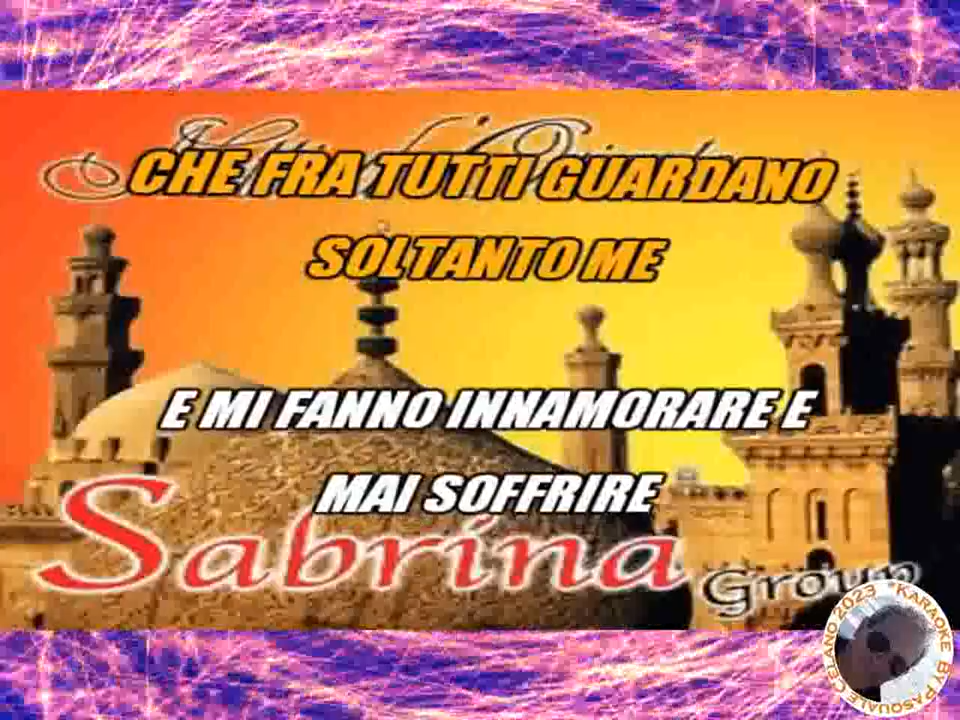 CHE FRA TUTTI GUARDANO
SOLTANTO ME
E MI FANNO INNAMORARE E
MAI SOFFRIRE
Sabrina Group
*KARAOKE BY PASQUALE CELANO 2023